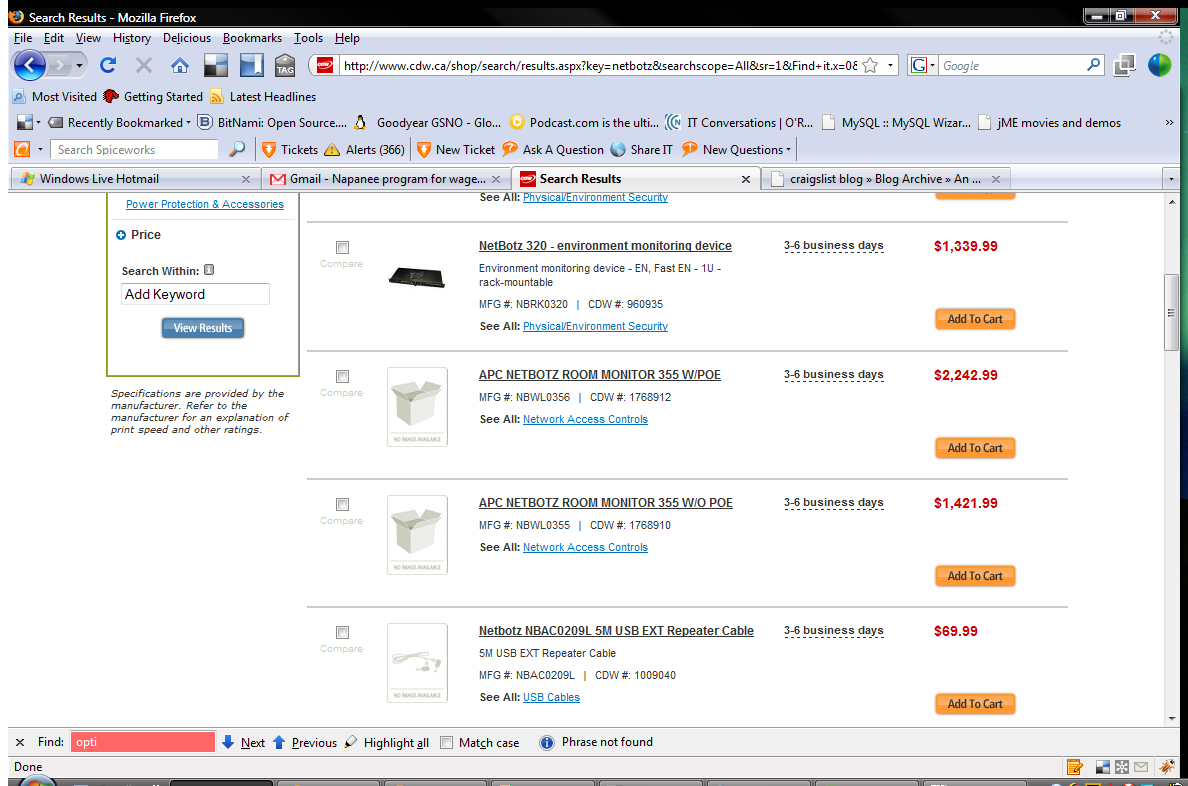 Search Results - Mozilla Firefox
File Edit View History Delicious Bookmarks Tools Help
TAG
CDW http://www.cdw.ca/shop/search/results.aspx?key=netbotz&searchscope=All&sr=1&Find+it.x=0& G Google
Most Visited Getting Started Latest Headlines
Recently Bookmarked BitNami: Open Source.... Goodyear GSNO - Glo... Podcast.com is the ulti... IT Conversations | O'R... MySQL :: MySQL Wizar... jME movies and demos »
Search Spiceworks Tickets Alerts (366) New Ticket Ask A Question Share IT New Questions
Windows Live Hotmail Gmail - Napanee program for wage... Search Results craigslist blog » Blog Archive » An ...
Power Protection & Accessories
Price
Search Within:
Add Keyword
View Results
Specifications are provided by the
manufacturer. Refer to the
manufacturer for an explanation of
print speed and other ratings.
See All: Physical/Environment Security
Compare
NetBotz 320 - environment monitoring device 3-6 business days $1,339.99
Environment monitoring device - EN, Fast EN - 1U -
rack-mountable
MFG #: NBRK0320 | CDW #: 960935
See All: Physical/Environment Security
Add To Cart
Compare
NO IMAGE AVAILABLE
APC NETBOTZ ROOM MONITOR 355 W/POE 3-6 business days $2,242.99
MFG #: NBWL0356 | CDW #: 1768912
See All: Network Access Controls
Add To Cart
Compare
NO IMAGE AVAILABLE
APC NETBOTZ ROOM MONITOR 355 W/O POE 3-6 business days $1,421.99
MFG #: NBWL0355 | CDW #: 1768910
See All: Network Access Controls
Add To Cart
Compare
NO IMAGE AVAILABLE
Netbotz NBAC0209L 5M USB EXT Repeater Cable 3-6 business days $69.99
5M USB EXT Repeater Cable
MFG #: NBAC0209L | CDW #: 1009040
See All: USB Cables
Add To Cart
Find: opti Next Previous Highlight all Match case Phrase not found
Done